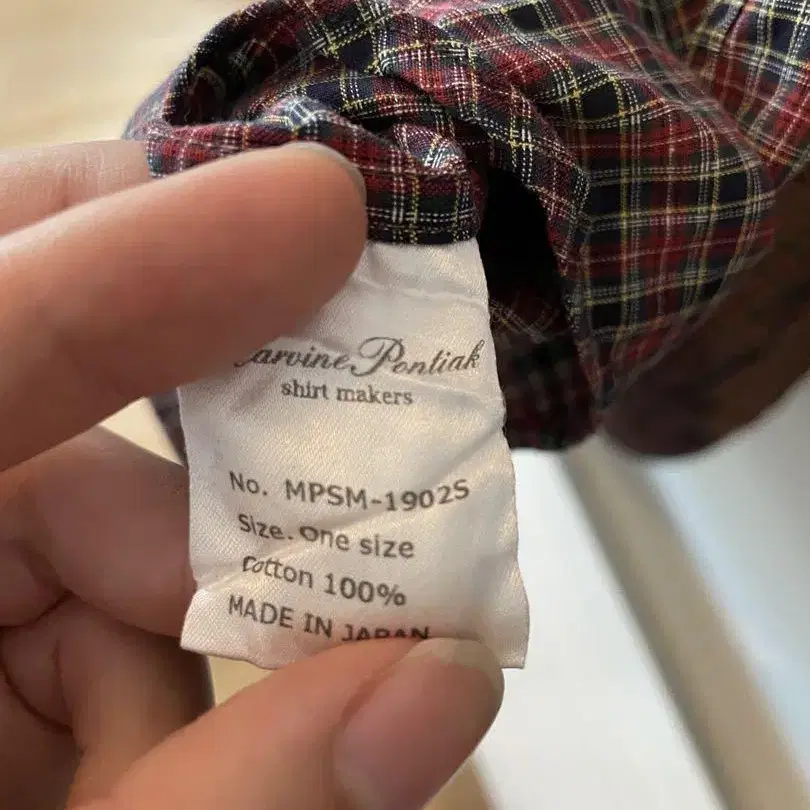 arvine Pontiak
shirt makers
No. MPSM-1902S
Size. One size
Cotton 100%
MADE IN JAPAN